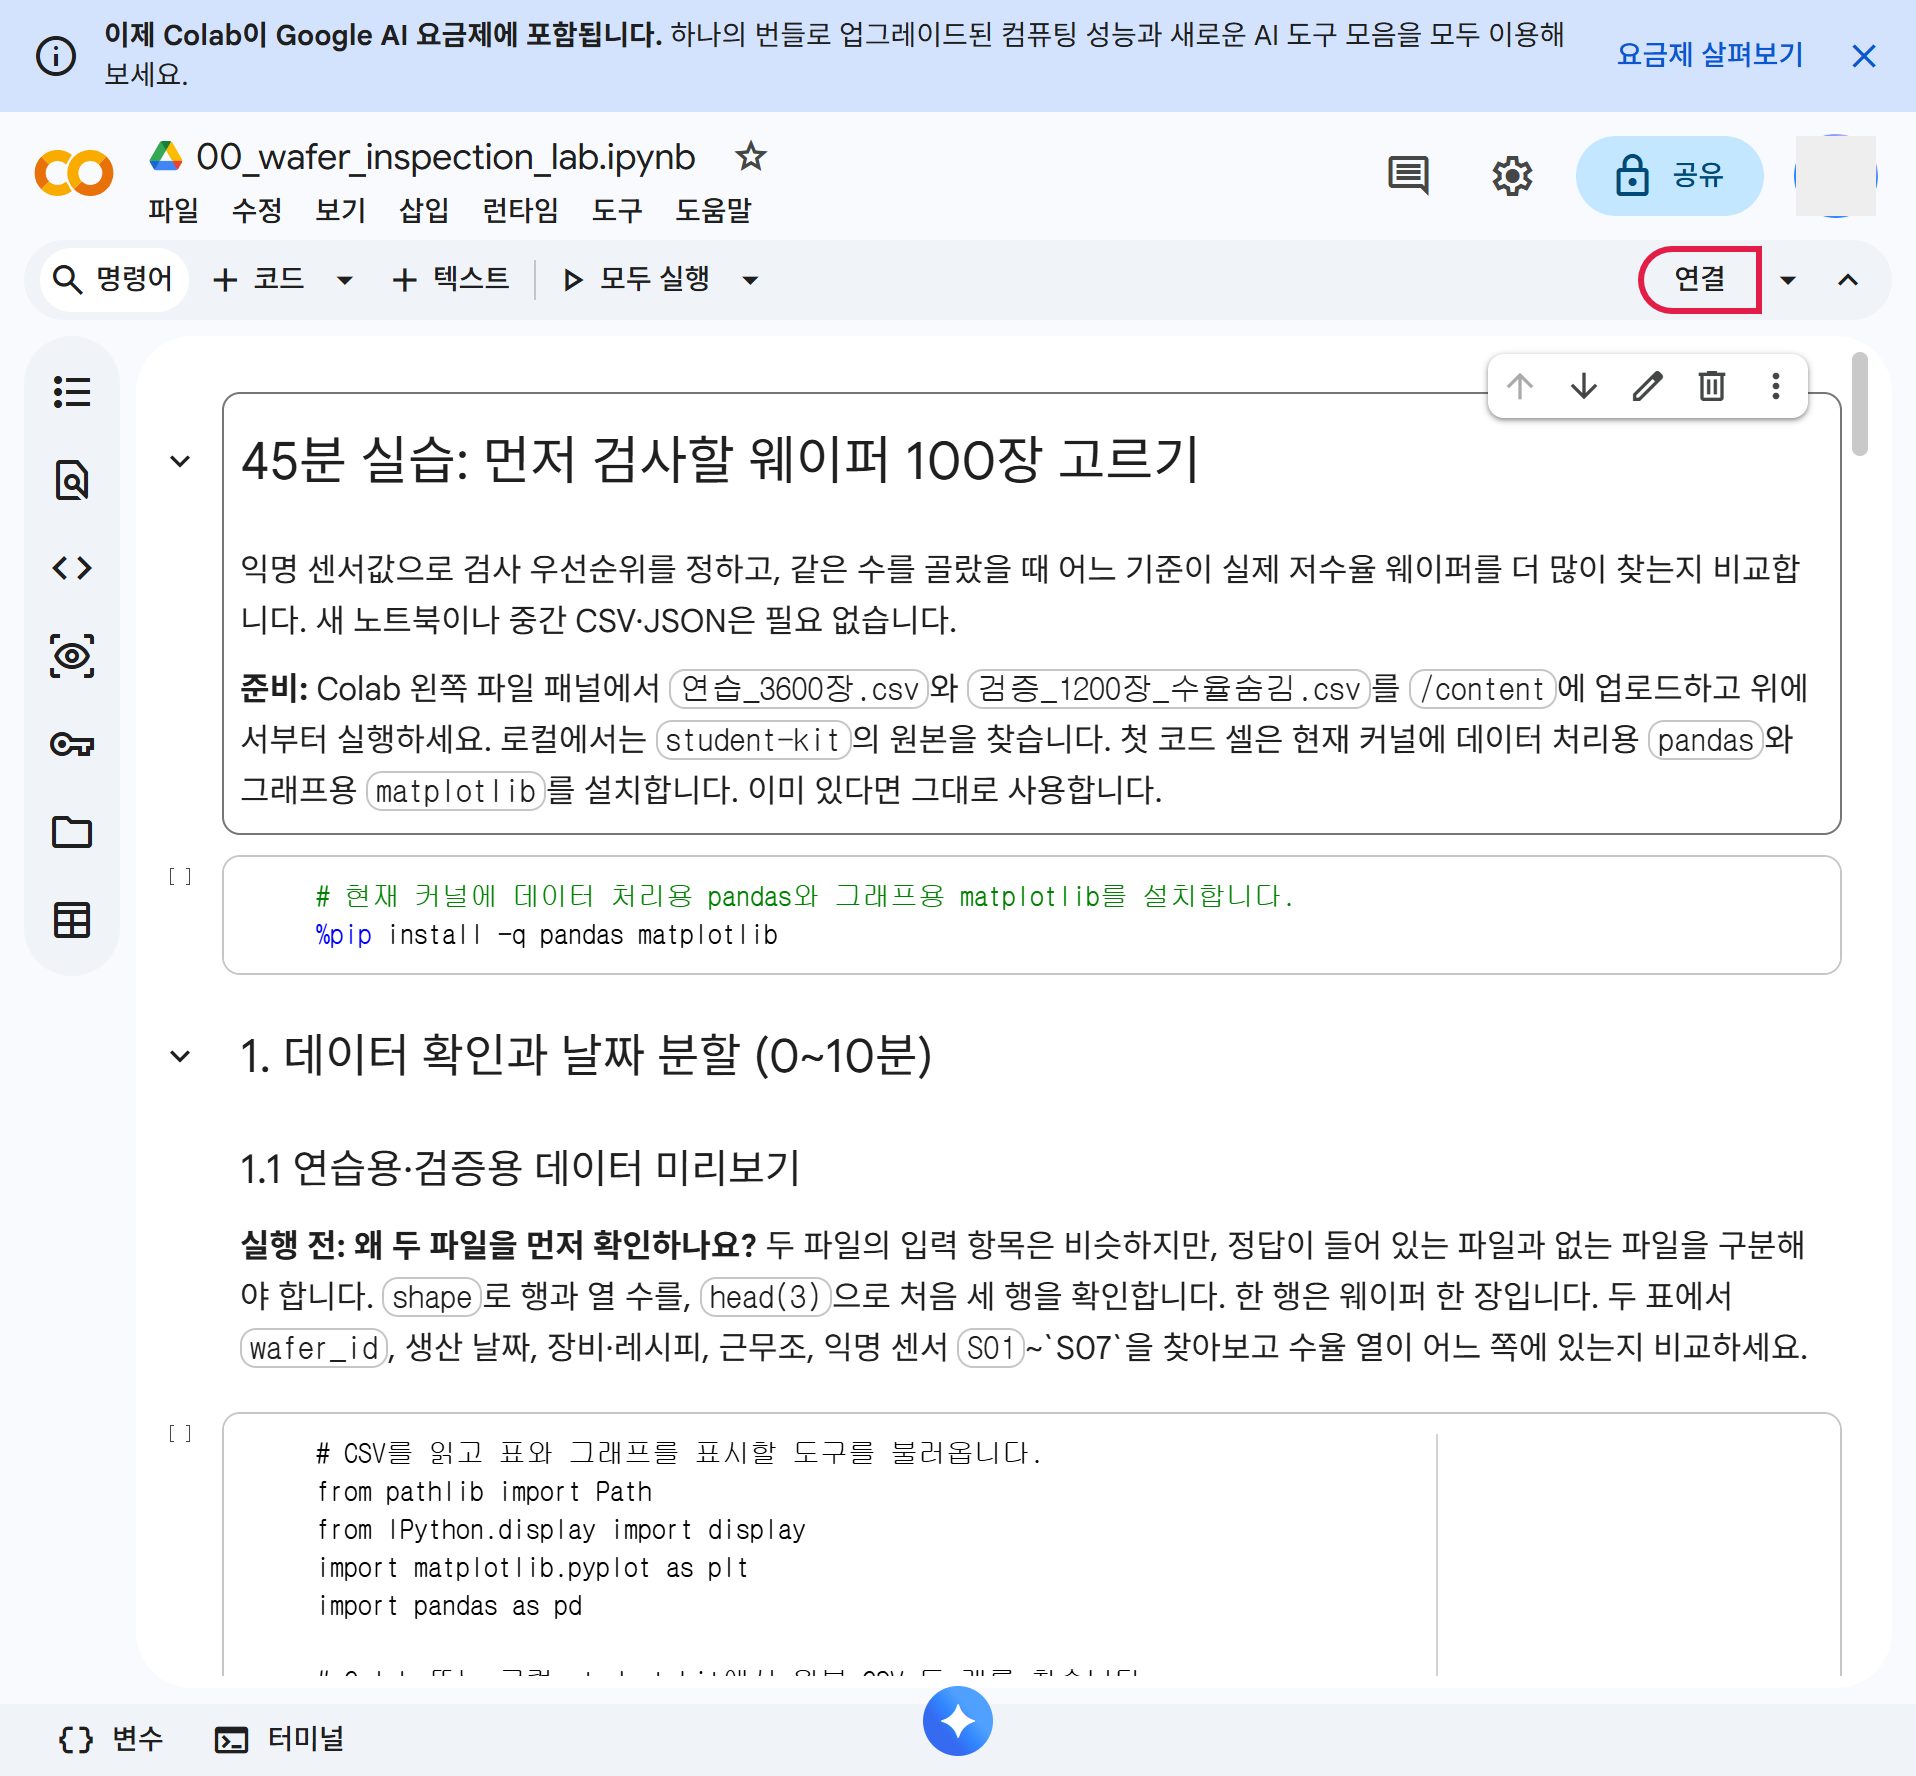 이제 Colab이 Google AI 요금제에 포함됩니다. 하나의 번들로 업그레이드된 컴퓨팅 성능과 새로운 AI 도구 모음을 모두 이용해
보세요.
요금제 살펴보기
00_wafer_inspection_lab.ipynb
파일 수정 보기 삽입 런타임 도구 도움말
공유
명령어 + 코드 + 텍스트 모두 실행 연결
45분 실습: 먼저 검사할 웨이퍼 100장 고르기
익명 센서값으로 검사 우선순위를 정하고, 같은 수를 골랐을 때 어느 기준이 실제 저수율 웨이퍼를 더 많이 찾는지 비교합
니다. 새 노트북이나 중간 CSV·JSON은 필요 없습니다.
준비: Colab 왼쪽 파일 패널에서 연습_3600장.csv와 검증_1200장_수율숨김.csv를 /content에 업로드하고 위에
서부터 실행하세요. 로컬에서는 student-kit의 원본을 찾습니다. 첫 코드 셀은 현재 커널에 데이터 처리용 pandas와
그래프용 matplotlib를 설치합니다. 이미 있다면 그대로 사용합니다.
[ ]
# 현재 커널에 데이터 처리용 pandas와 그래프용 matplotlib를 설치합니다.
%pip install -q pandas matplotlib
1. 데이터 확인과 날짜 분할 (0~10분)
1.1 연습용·검증용 데이터 미리보기
실행 전: 왜 두 파일을 먼저 확인하나요? 두 파일의 입력 항목은 비슷하지만, 정답이 들어 있는 파일과 없는 파일을 구분해
야 합니다. shape로 행과 열 수를, head(3)으로 처음 세 행을 확인합니다. 한 행은 웨이퍼 한 장입니다. 두 표에서
wafer_id, 생산 날짜, 장비·레시피, 근무조, 익명 센서 S01~`S07`을 찾아보고 수율 열이 어느 쪽에 있는지 비교하세요.
[ ]
# CSV를 읽고 표와 그래프를 표시할 도구를 불러옵니다.
from pathlib import Path
from IPython.display import display
import matplotlib.pyplot as plt
import pandas as pd
변수 터미널